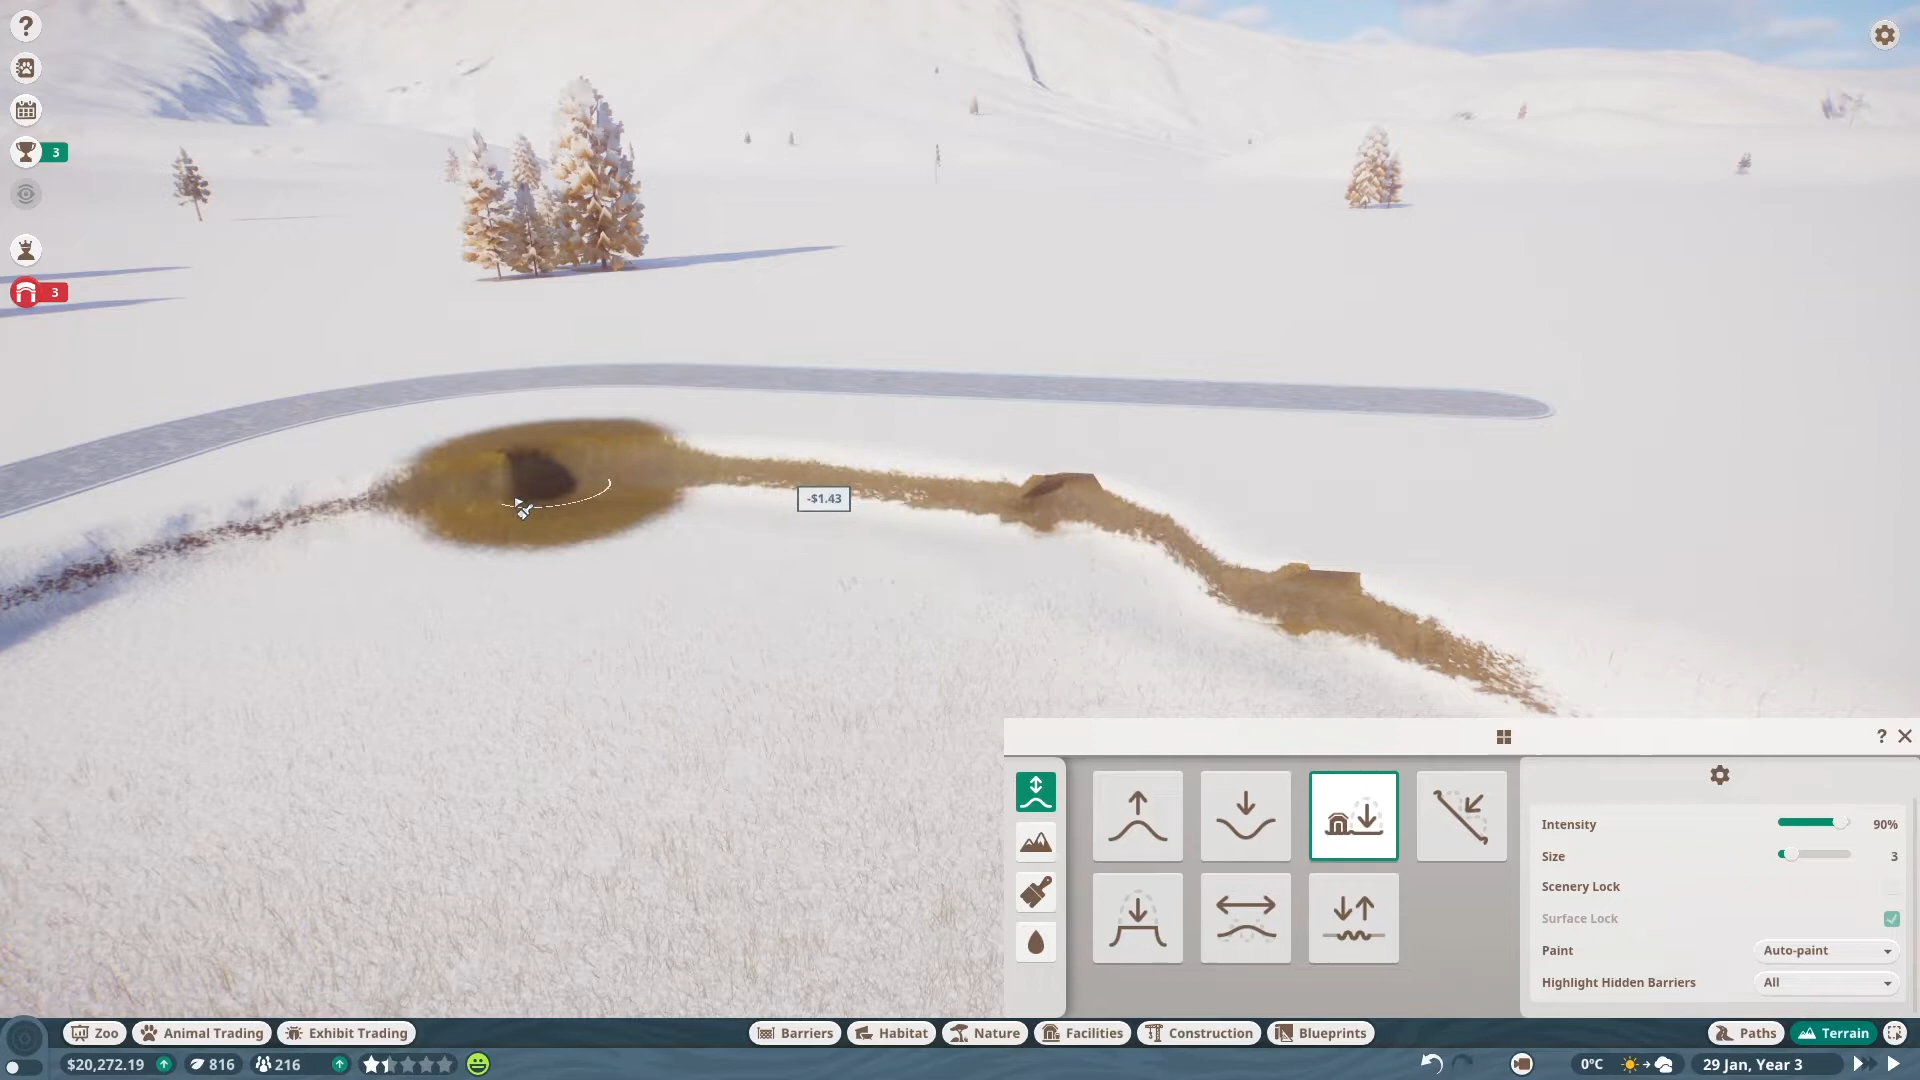 ?
3
3
-$1.43
?
Intensity 90%
Size 3
Scenery Lock
Surface Lock
Paint Auto-paint
Highlight Hidden Barriers All
Zoo Animal Trading Exhibit Trading Barriers Habitat Nature Facilities Construction Blueprints Paths Terrain
$20,272.19 816 216 0°C 29 Jan, Year 3